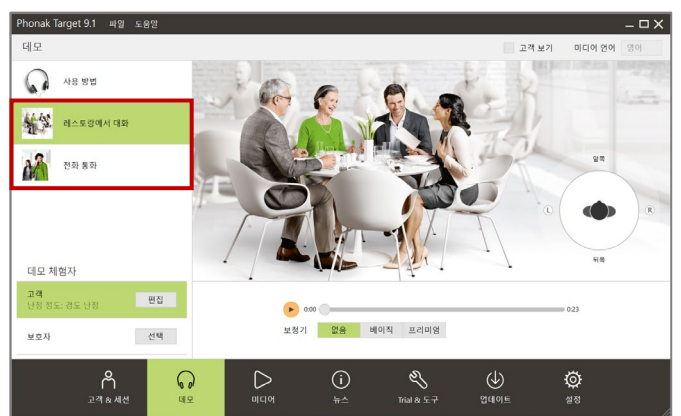 Phonak Target 9.1 파일 도움말
데모
고객 보기 미디어 언어 영어
사용 방법
레스토랑에서 대화
전화 통화
앞쪽
L
R
뒤쪽
데모 체험자
고객
난청 정도: 경도 난청
편집
보호자
선택
0:00
0:23
보청기 없음 베이직 프리미엄
고객 & 세션
데모
미디어
뉴스
Trial & 도구
업데이트
설정